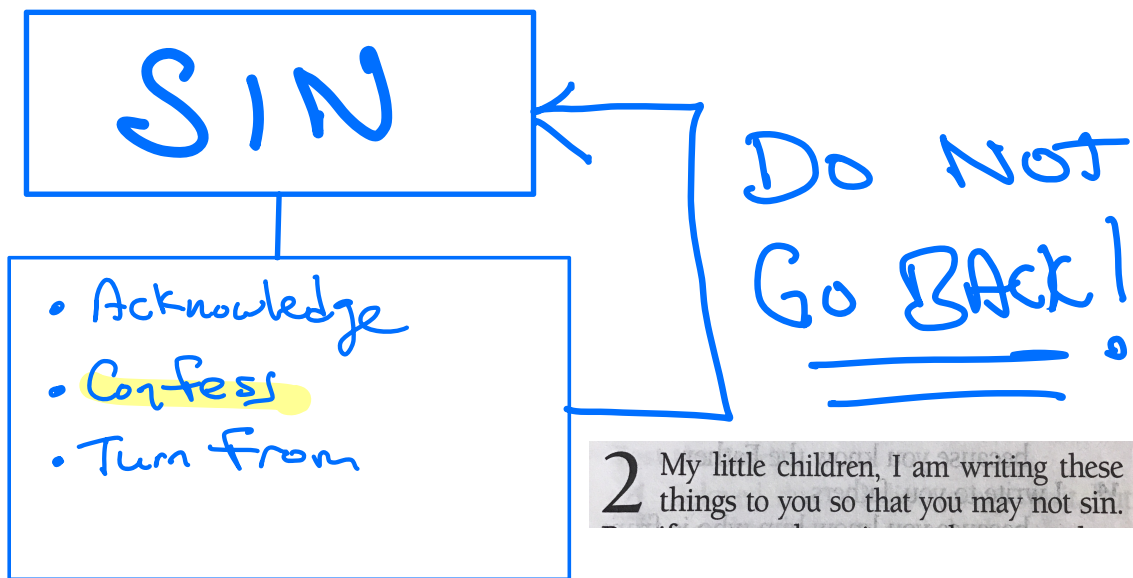 SIN
DO NOT
GO BACK!
• Acknowledge
• Confess
• Turn from
2 My little children, I am writing these
things to you so that you may not sin.